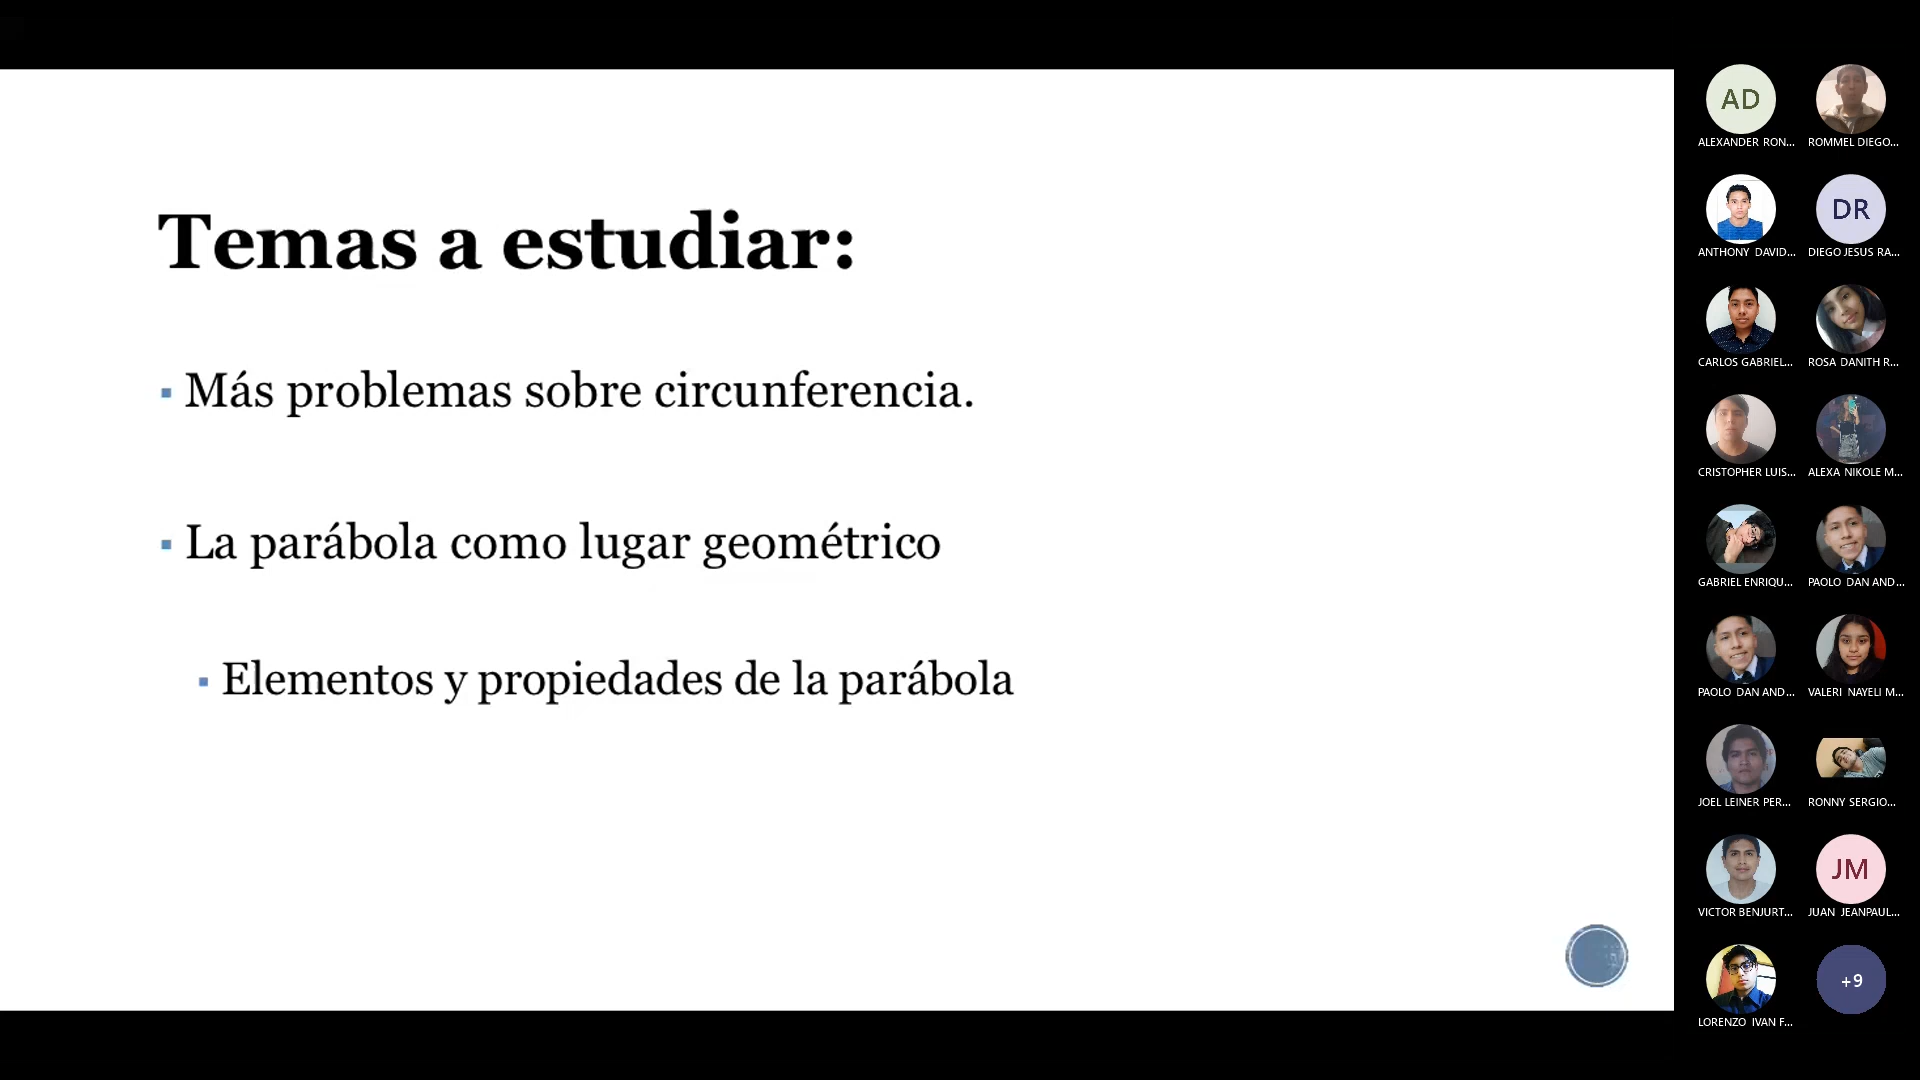 Temas a estudiar:
▪ Más problemas sobre circunferencia.
▪ La parábola como lugar geométrico
▪ Elementos y propiedades de la parábola
AD
ALEXANDER RON...
ROMMEL DIEGO...
ANTHONY DAVID...
DR
DIEGO JESUS RA...
CARLOS GABRIEL...
ROSA DANITH R...
CRISTOPHER LUIS...
ALEXA NIKOLE M...
GABRIEL ENRIQU...
PAOLO DAN AND...
PAOLO DAN AND...
VALERI NAYELI M...
JOEL LEINER PER...
RONNY SERGIO...
VICTOR BENJURT...
JM
JUAN JEANPAUL...
LORENZO IVAN F...
+9